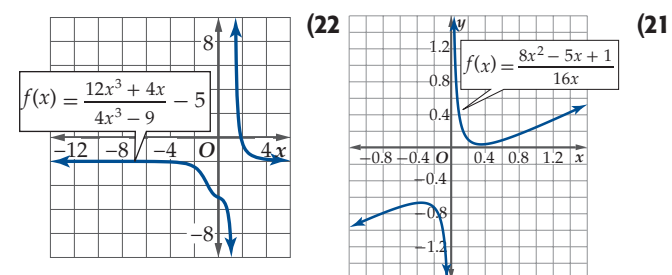 (22
8
f(x) = \frac{12x^3 + 4x}{4x^3 - 9} - 5
−12 −8 −4 O 4 x
−8
(21
y
1.2
f(x) = \frac{8x^2 - 5x + 1}{16x}
0.8
0.4
−0.8 −0.4 O 0.4 0.8 1.2 x
−0.4
−0.8
−1.2